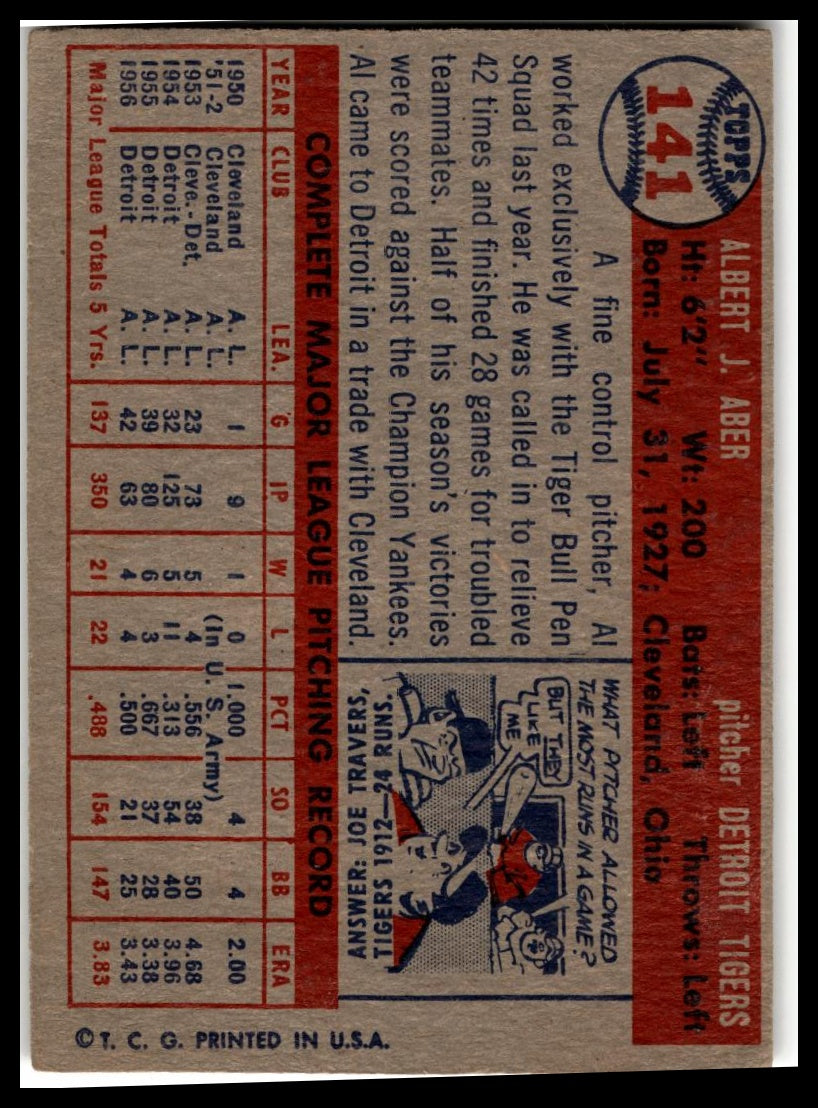 TOPPS
141
ALBERT J. ABER pitcher DETROIT TIGERS
Ht: 6'2" Wt: 200 Bats: Left Throws: Left
Born: July 31, 1927; Cleveland, Ohio
A fine control pitcher, Al
worked exclusively with the Tiger Bull Pen
Squad last year. He was called in to relieve
42 times and finished 28 games for troubled
teammates. Half of his season's victories
were scored against the Champion Yankees.
Al came to Detroit in a trade with Cleveland.
WHAT PITCHER ALLOWED
THE MOST RUNS IN A GAME?
BUT THEY
LIKE
ME
ANSWER: JOE TRAVERS,
TIGERS 1912—24 RUNS.
COMPLETE MAJOR LEAGUE PITCHING RECORD
YEAR CLUB LEA. G IP W L PCT SO BB ERA
1950 Cleveland A. L. 1 9 1 0 1.000 4 4 2.00
'51-2 Cleveland A. L. (In U. S. Army)
1953 Cleve.-Det. A. L. 23 73 5 4 .556 38 50 4.68
1954 Detroit A. L. 32 125 5 11 .313 54 40 3.96
1955 Detroit A. L. 39 80 6 3 .667 37 28 3.38
1956 Detroit A. L. 42 63 4 4 .500 21 25 3.43
Major League Totals 5 Yrs. 137 350 21 22 .488 154 147 3.83
© T. C. G. PRINTED IN U.S.A.